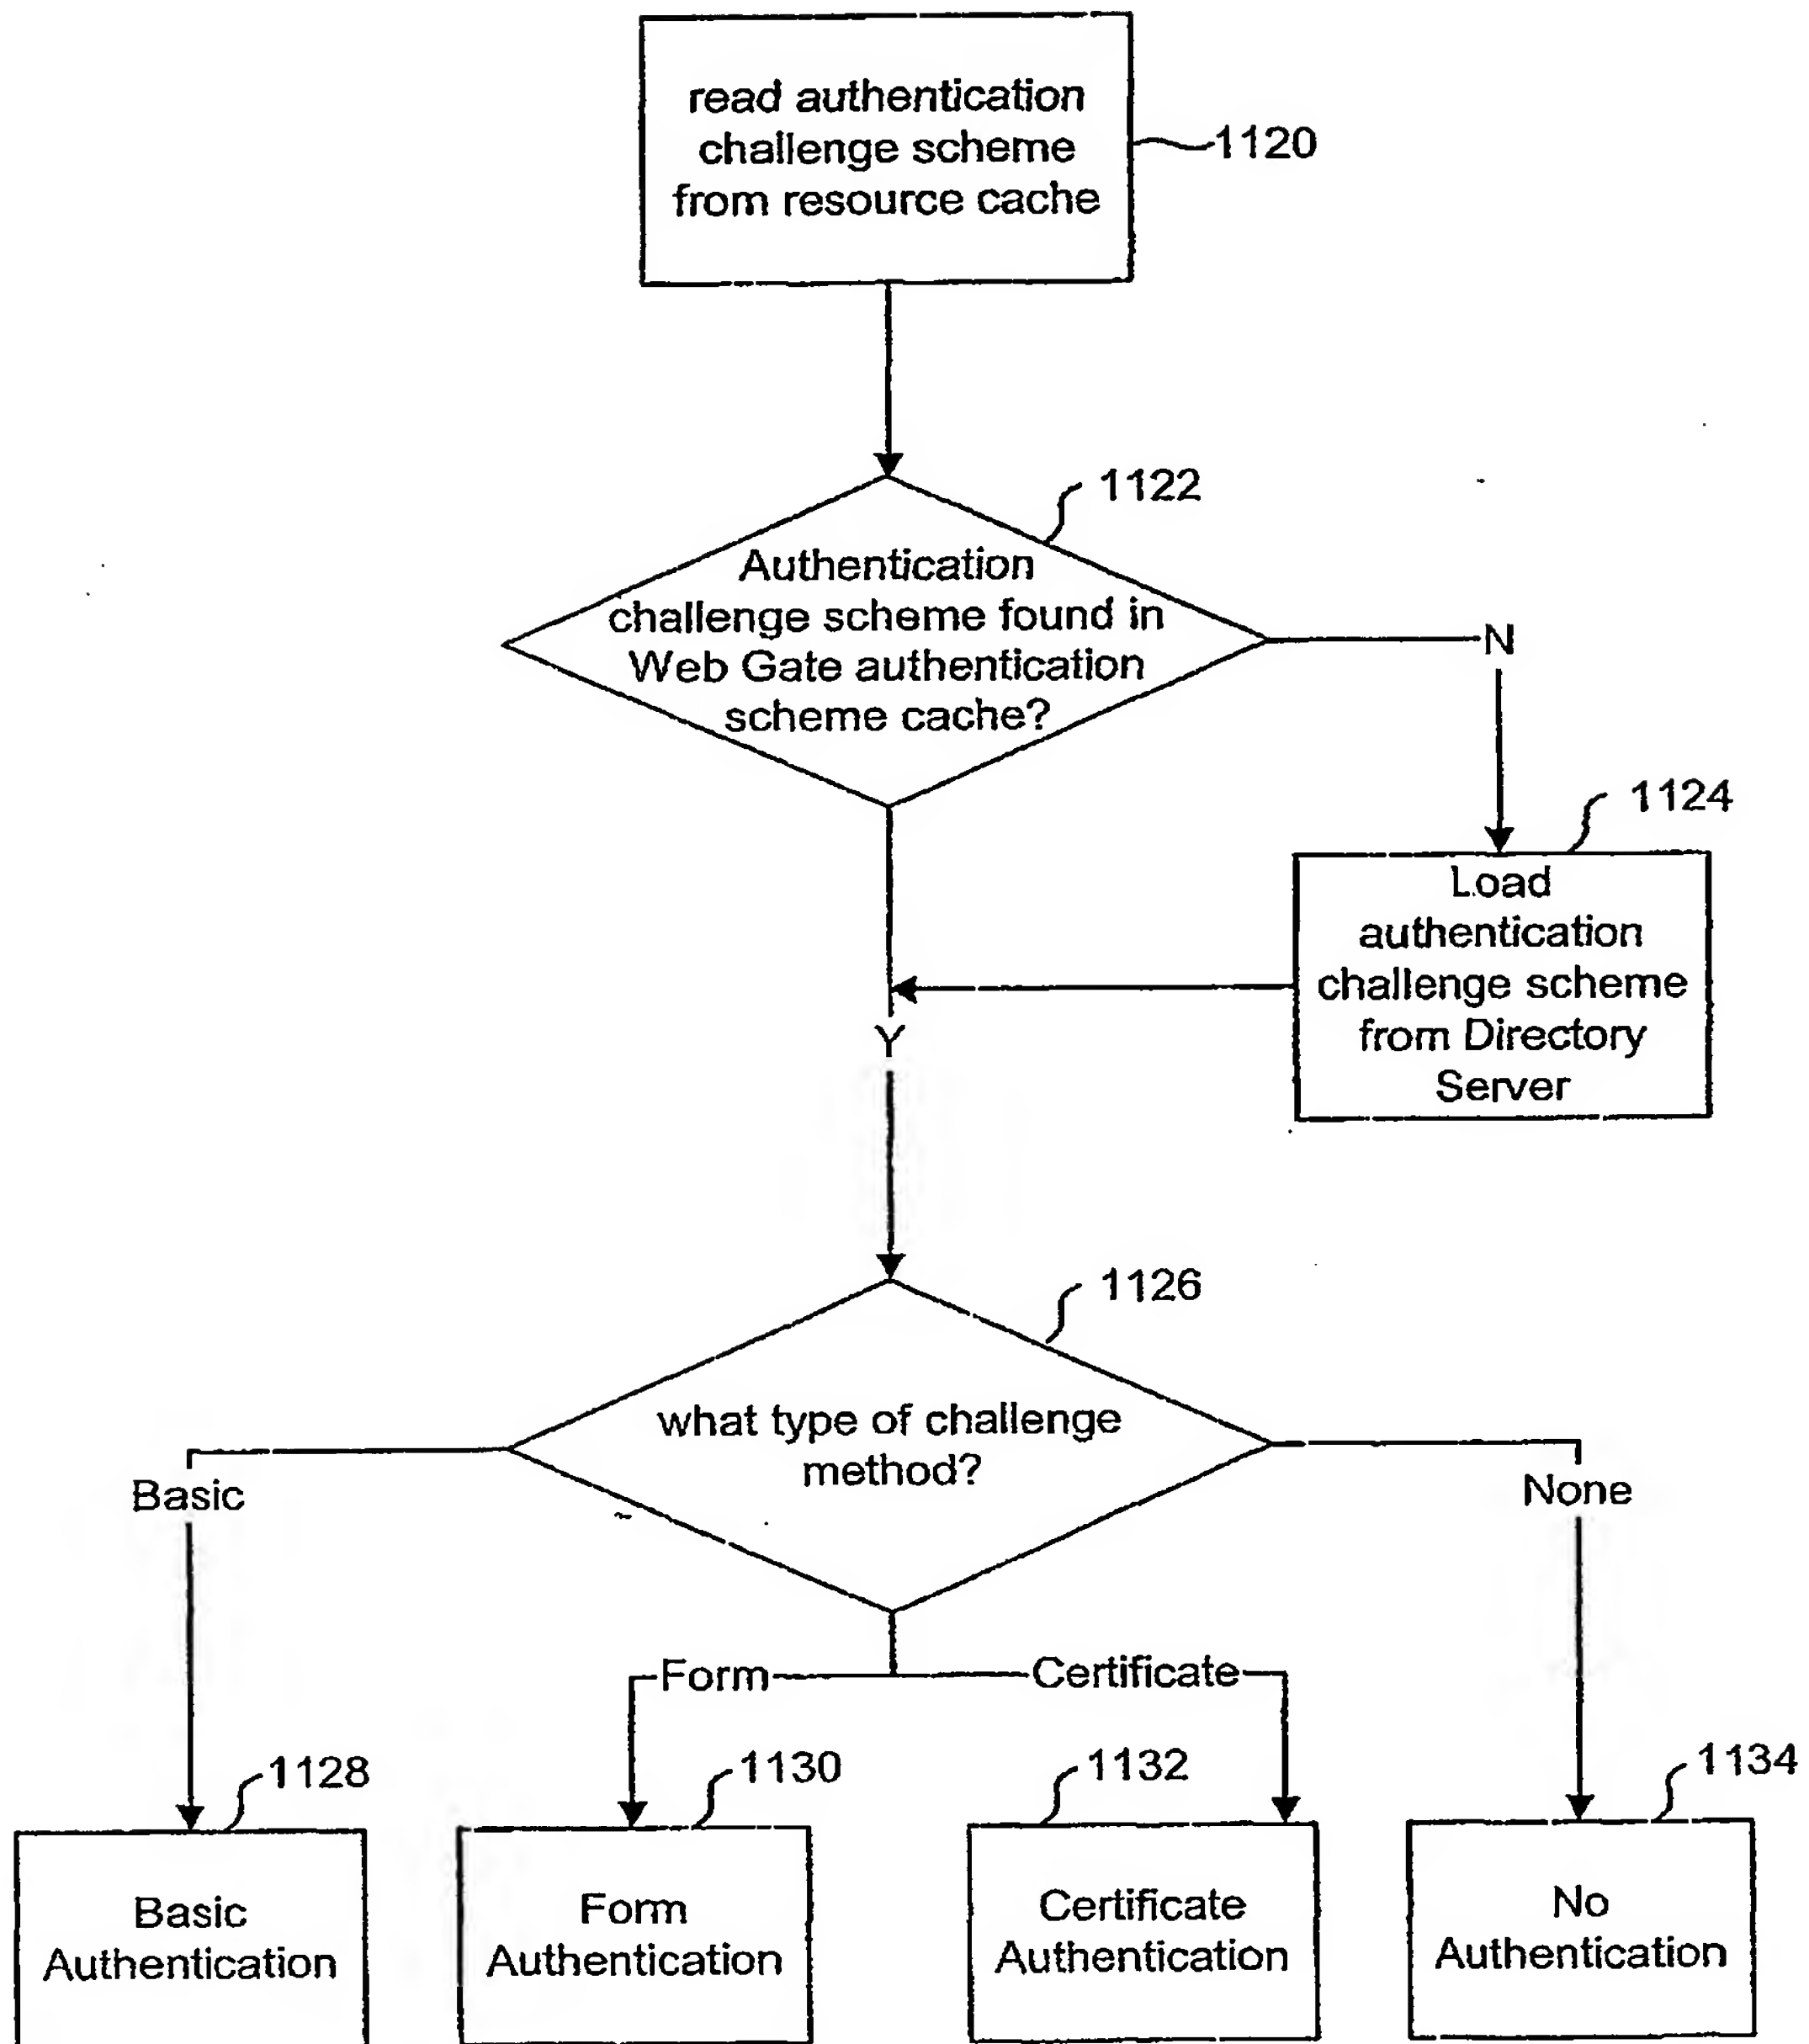 read authentication
challenge scheme
from resource cache
1120
1122
Authentication
challenge scheme found in
Web Gate authentication
scheme cache?
N
1124
Load
authentication
challenge scheme
from Directory
Server
Y
1126
what type of challenge
method?
Basic
None
Form
Certificate
1128
1130
1132
1134
Basic
Authentication
Form
Authentication
Certificate
Authentication
No
Authentication